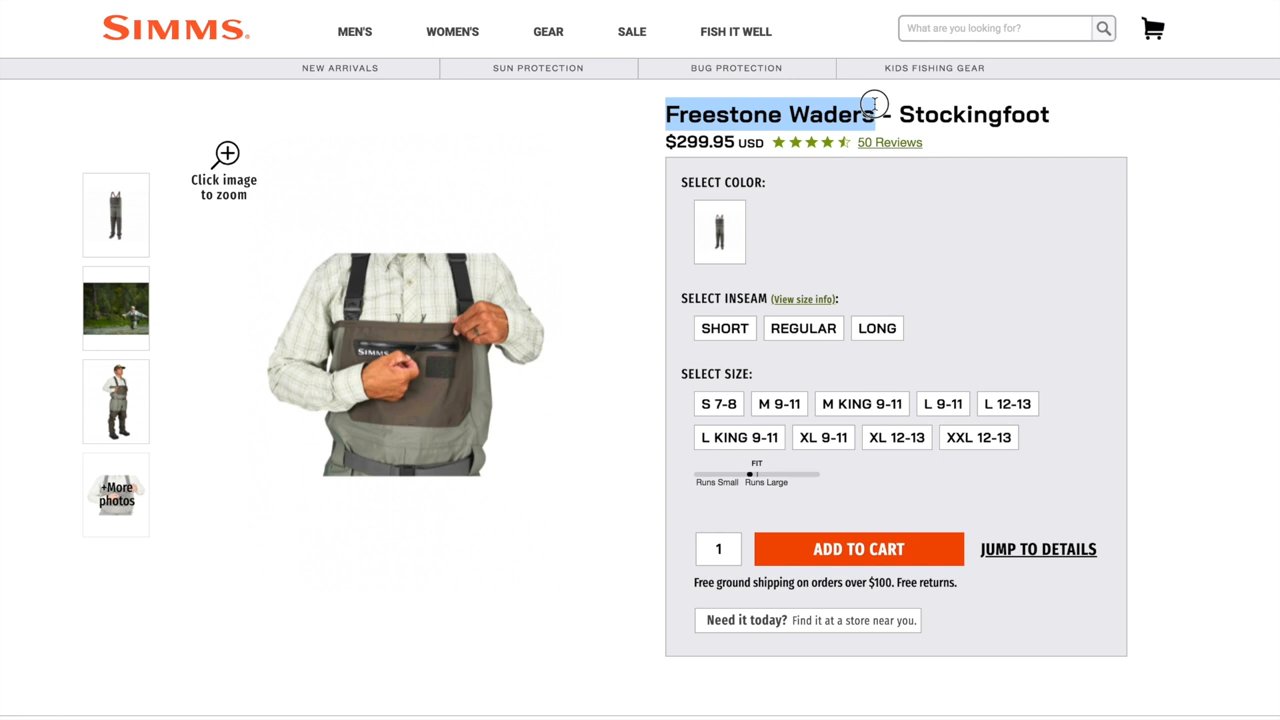 SIMMS
MEN'S WOMEN'S GEAR SALE FISH IT WELL
What are you looking for?
NEW ARRIVALS SUN PROTECTION BUG PROTECTION KIDS FISHING GEAR
Freestone Waders - Stockingfoot
$299.95 USD 50 Reviews
Click image
to zoom
SIMMS
+More
photos
SELECT COLOR:
SELECT INSEAM (View size info):
SHORT REGULAR LONG
SELECT SIZE:
S 7-8 M 9-11 M KING 9-11 L 9-11 L 12-13
L KING 9-11 XL 9-11 XL 12-13 XXL 12-13
FIT
Runs Small Runs Large
1 ADD TO CART JUMP TO DETAILS
Free ground shipping on orders over $100. Free returns.
Need it today? Find it at a store near you.